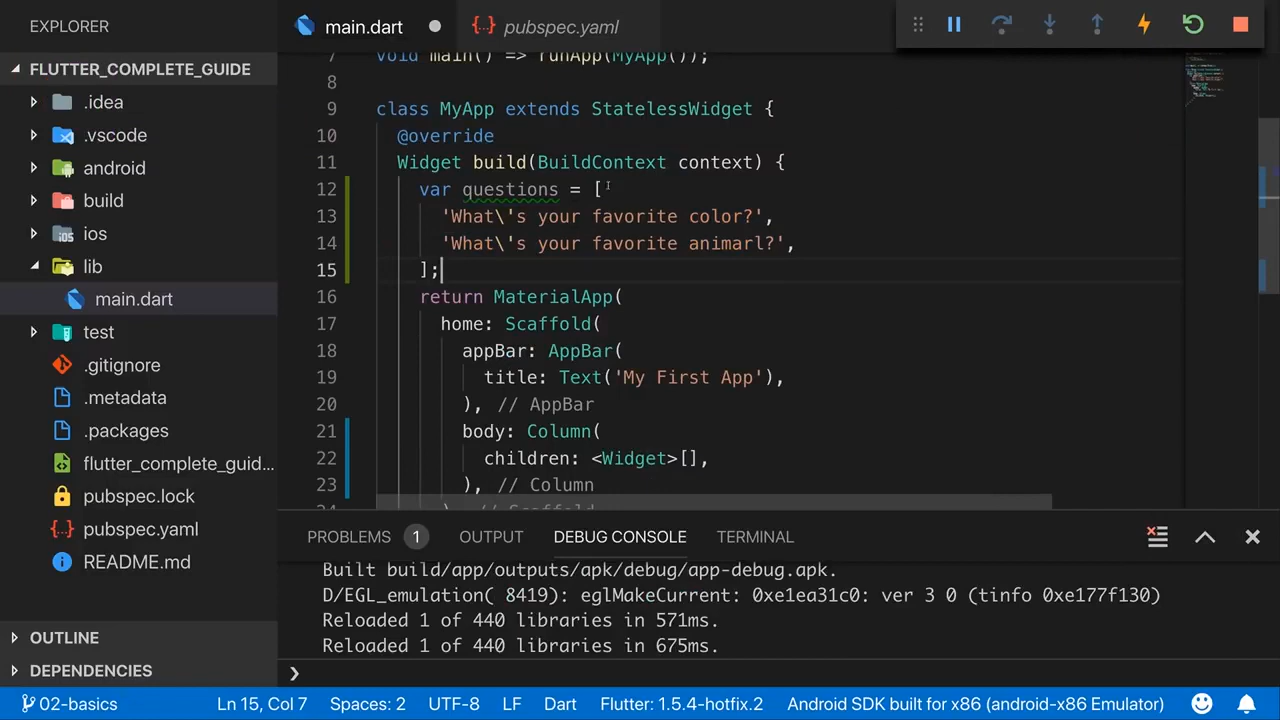 EXPLORER
FLUTTER_COMPLETE_GUIDE
.idea
.vscode
android
build
ios
lib
main.dart
test
.gitignore
.metadata
.packages
flutter_complete_guid...
pubspec.lock
pubspec.yaml
README.md
OUTLINE
DEPENDENCIES
main.dart
pubspec.yaml
7 void main() => runApp(MyApp());
8
9 class MyApp extends StatelessWidget {
10 @override
11 Widget build(BuildContext context) {
12 var questions = [
13 'What\'s your favorite color?',
14 'What\'s your favorite animarl?',
15 ];
16 return MaterialApp(
17 home: Scaffold(
18 appBar: AppBar(
19 title: Text('My First App'),
20 ), // AppBar
21 body: Column(
22 children: <Widget>[],
23 ), // Column
24 ), // Scaffold
PROBLEMS 1 OUTPUT DEBUG CONSOLE TERMINAL
Built build/app/outputs/apk/debug/app-debug.apk.
D/EGL_emulation( 8419): eglMakeCurrent: 0xe1ea31c0: ver 3 0 (tinfo 0xe177f130)
Reloaded 1 of 440 libraries in 571ms.
Reloaded 1 of 440 libraries in 675ms.
02-basics Ln 15, Col 7 Spaces: 2 UTF-8 LF Dart Flutter: 1.5.4-hotfix.2 Android SDK built for x86 (android-x86 Emulator)